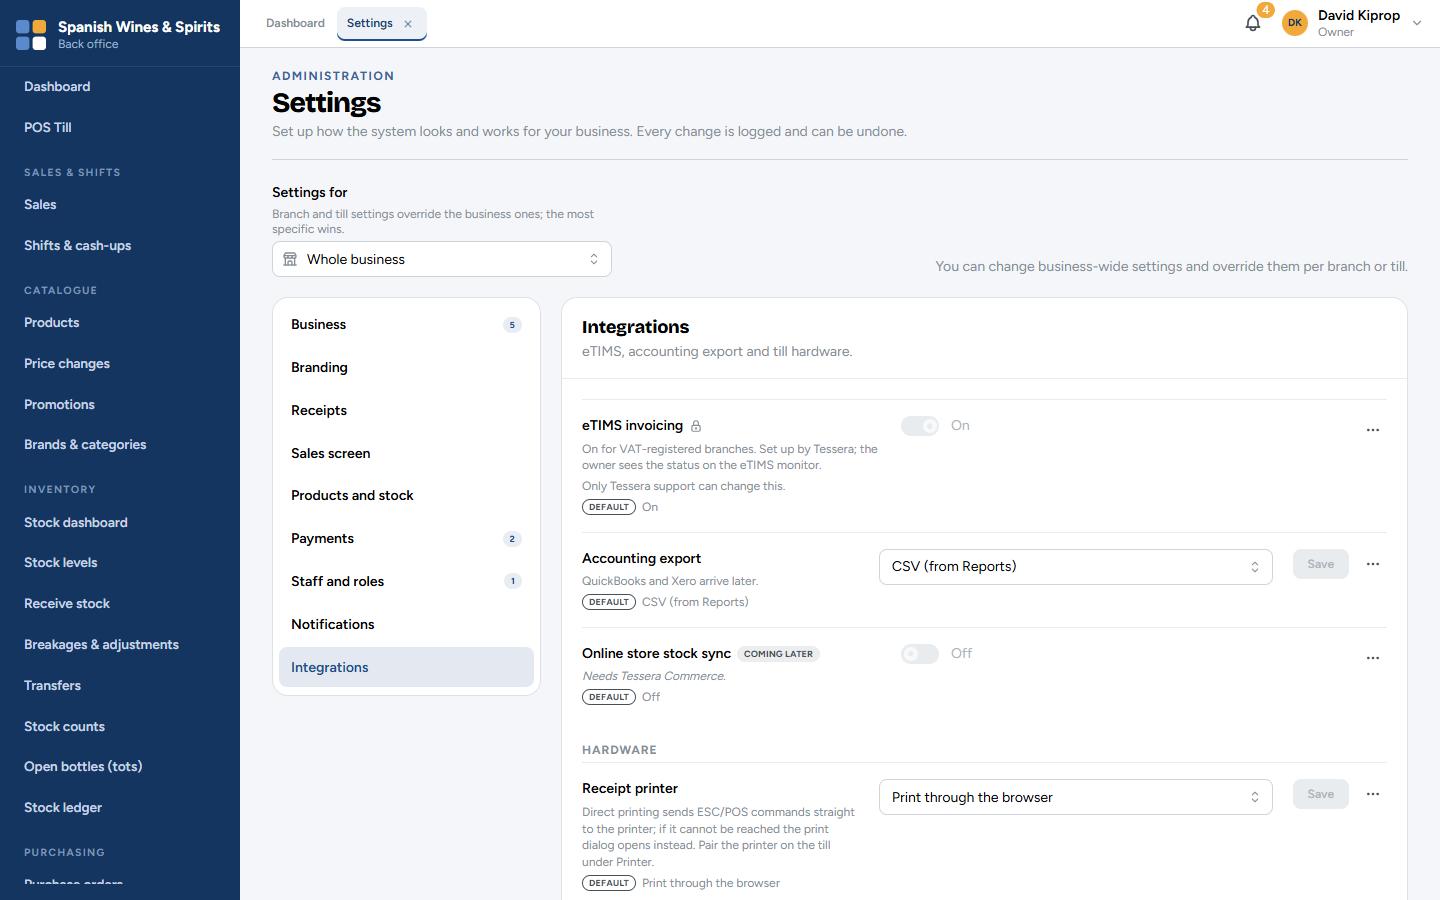 Spanish Wines & Spirits
Back office
Dashboard
POS Till
SALES & SHIFTS
Sales
Shifts & cash-ups
CATALOGUE
Products
Price changes
Promotions
Brands & categories
INVENTORY
Stock dashboard
Stock levels
Receive stock
Breakages & adjustments
Transfers
Stock counts
Open bottles (tots)
Stock ledger
PURCHASING
Purchase orders
Dashboard
Settings
4
DK
David Kiprop
Owner
ADMINISTRATION
Settings
Set up how the system looks and works for your business. Every change is logged and can be undone.
Settings for
Branch and till settings override the business ones; the most
specific wins.
Whole business
You can change business-wide settings and override them per branch or till.
Business 5
Branding
Receipts
Sales screen
Products and stock
Payments 2
Staff and roles 1
Notifications
Integrations
Integrations
eTIMS, accounting export and till hardware.
eTIMS invoicing
On
On for VAT-registered branches. Set up by Tessera; the
owner sees the status on the eTIMS monitor.
Only Tessera support can change this.
DEFAULT On
Accounting export
QuickBooks and Xero arrive later.
DEFAULT CSV (from Reports)
CSV (from Reports)
Save
Online store stock sync COMING LATER
Off
Needs Tessera Commerce.
DEFAULT Off
HARDWARE
Receipt printer
Direct printing sends ESC/POS commands straight
to the printer; if it cannot be reached the print
dialog opens instead. Pair the printer on the till
under Printer.
DEFAULT Print through the browser
Print through the browser
Save